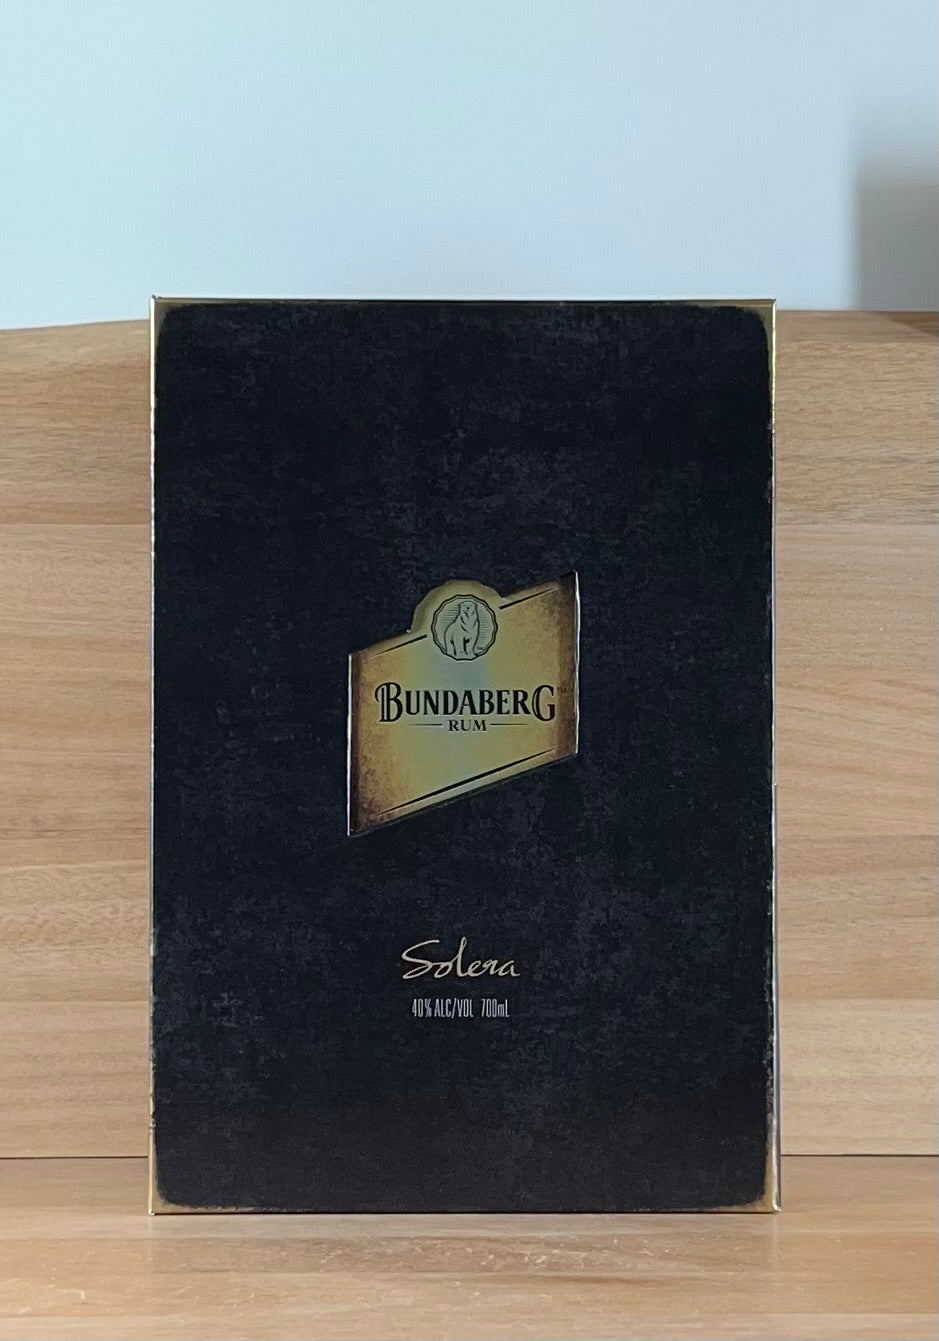 BUNDABERG
RUM
Solera
40% ALC/VOL 700mL